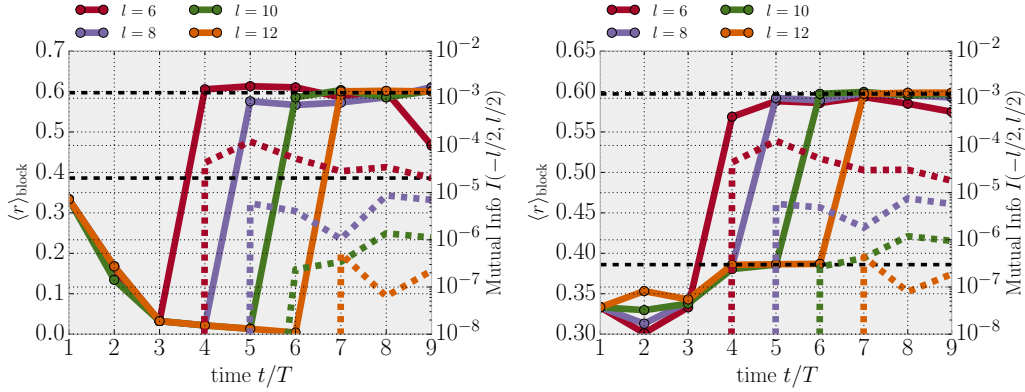 l = 6
l = 10
l = 8
l = 12
0.7
0.6
0.5
0.4
0.3
0.2
0.1
0.0
⟨r⟩block
1 2 3 4 5 6 7 8 9
time t/T
10⁻²
10⁻³
10⁻⁴
10⁻⁵
10⁻⁶
10⁻⁷
10⁻⁸
Mutual Info I(−l/2, l/2)
l = 6
l = 10
l = 8
l = 12
0.65
0.60
0.55
0.50
0.45
0.40
0.35
0.30
⟨r⟩block
1 2 3 4 5 6 7 8 9
time t/T
10⁻²
10⁻³
10⁻⁴
10⁻⁵
10⁻⁶
10⁻⁷
10⁻⁸
Mutual Info I(−l/2, l/2)